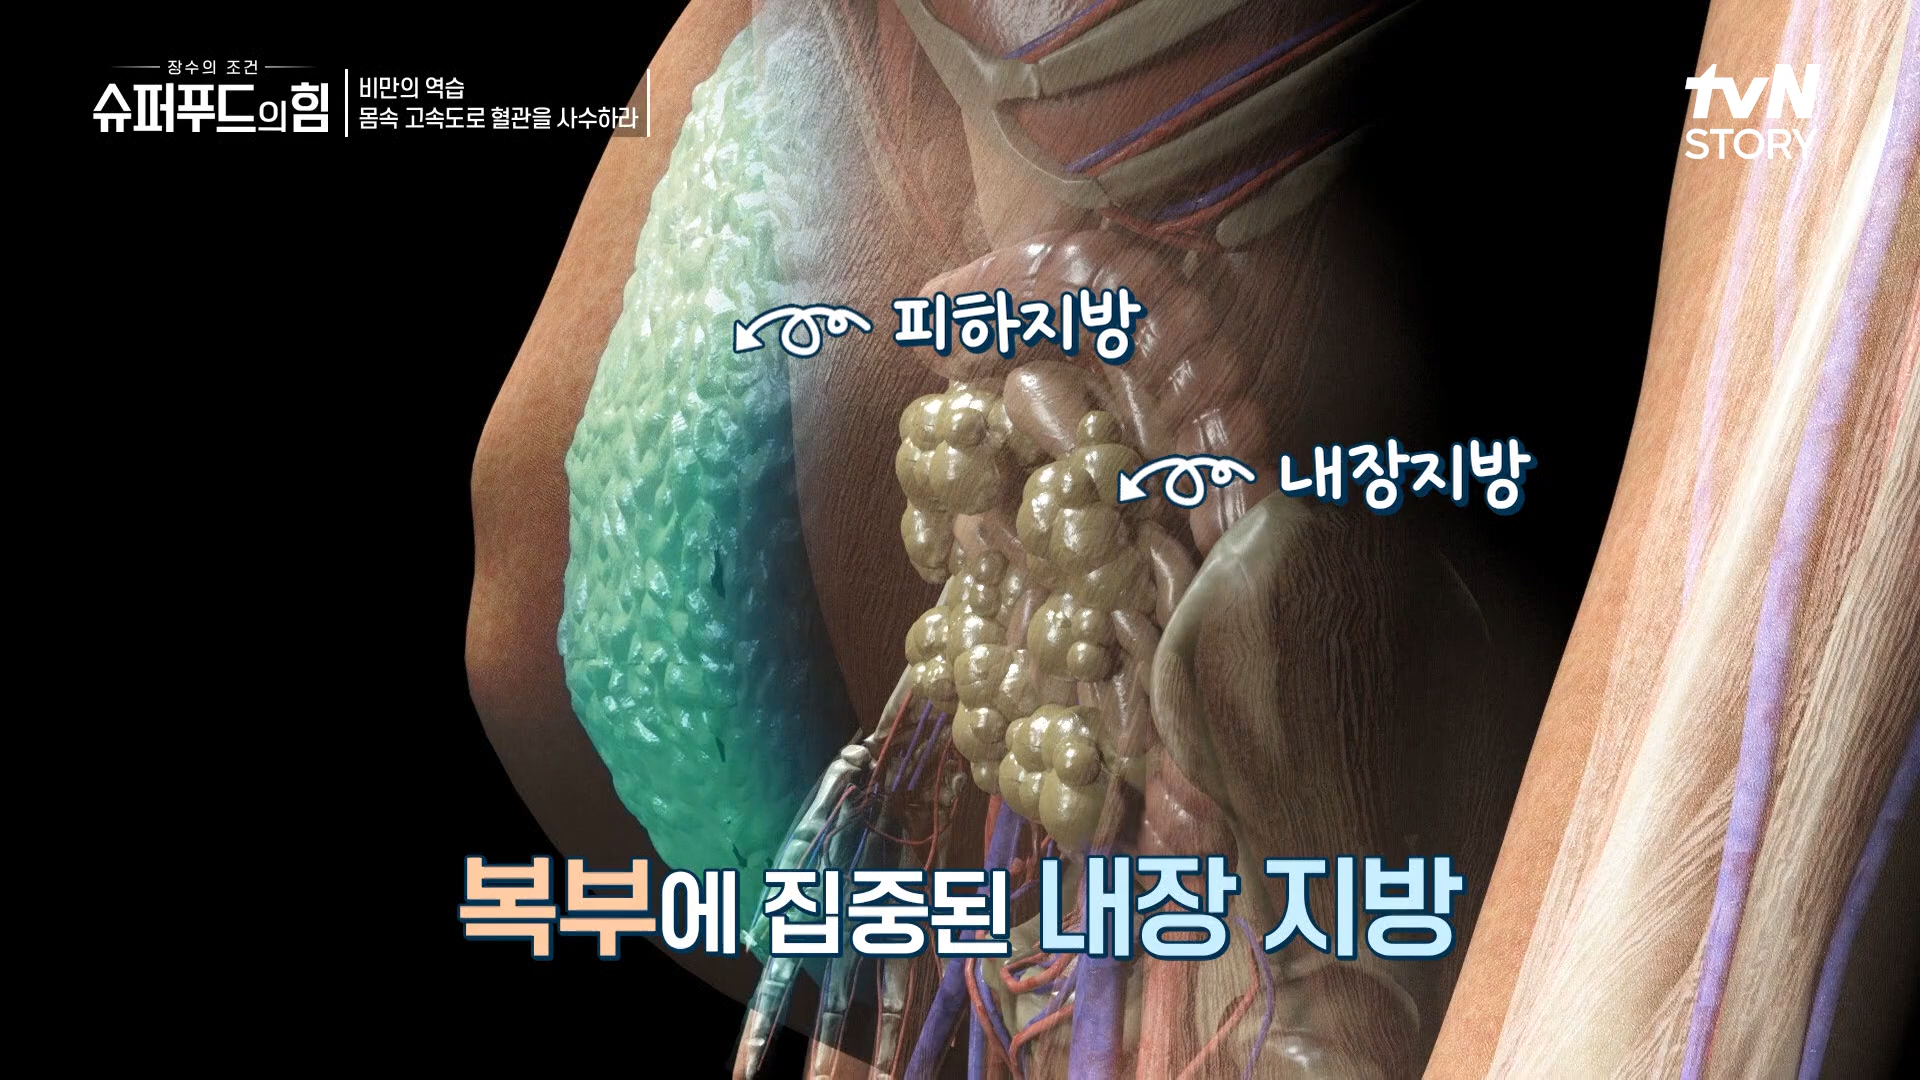 장수의 조건
슈퍼푸드의 힘
비만의 역습
몸속 고속도로 혈관을 사수하라
tvN
STORY
피하지방
내장지방
복부에 집중된 내장 지방